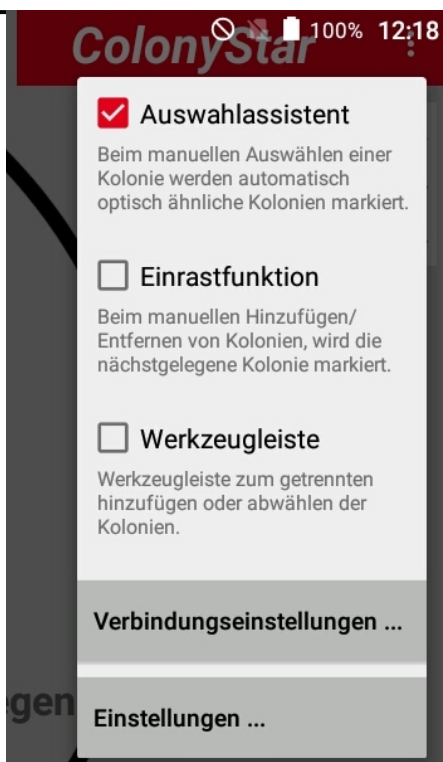 100% 12:18
ColonyStar
Auswahlassistent
Beim manuellen Auswählen einer
Kolonie werden automatisch
optisch ähnliche Kolonien markiert.
Einrastfunktion
Beim manuellen Hinzufügen/
Entfernen von Kolonien, wird die
nächstgelegene Kolonie markiert.
Werkzeugleiste
Werkzeugleiste zum getrennten
hinzufügen oder abwählen der
Kolonien.
Verbindungseinstellungen ...
egen
Einstellungen ...